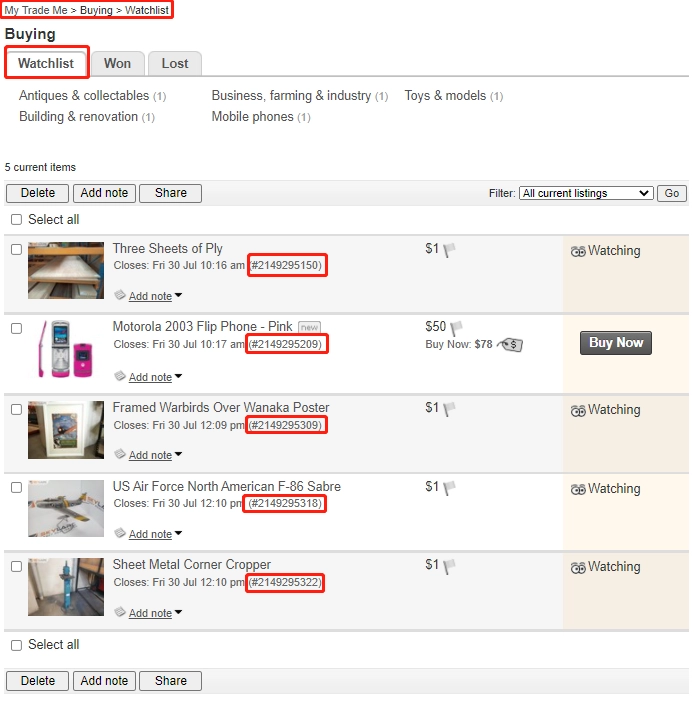 My Trade Me > Buying > Watchlist
Buying
Watchlist Won Lost
Antiques & collectables (1) Business, farming & industry (1) Toys & models (1)
Building & renovation (1) Mobile phones (1)
5 current items
Delete Add note Share Filter: All current listings Go
Select all
Three Sheets of Ply $1 Watching
Closes: Fri 30 Jul 10:16 am (#2149295150)
Add note
Motorola 2003 Flip Phone - Pink new $50
Closes: Fri 30 Jul 10:17 am (#2149295209) Buy Now: $78 $ Buy Now
Add note
Framed Warbirds Over Wanaka Poster $1 Watching
Closes: Fri 30 Jul 12:09 pm (#2149295309)
Add note
US Air Force North American F-86 Sabre $1 Watching
Closes: Fri 30 Jul 12:10 pm (#2149295318)
Add note
Sheet Metal Corner Cropper $1 Watching
Closes: Fri 30 Jul 12:10 pm (#2149295322)
Add note
Select all
Delete Add note Share